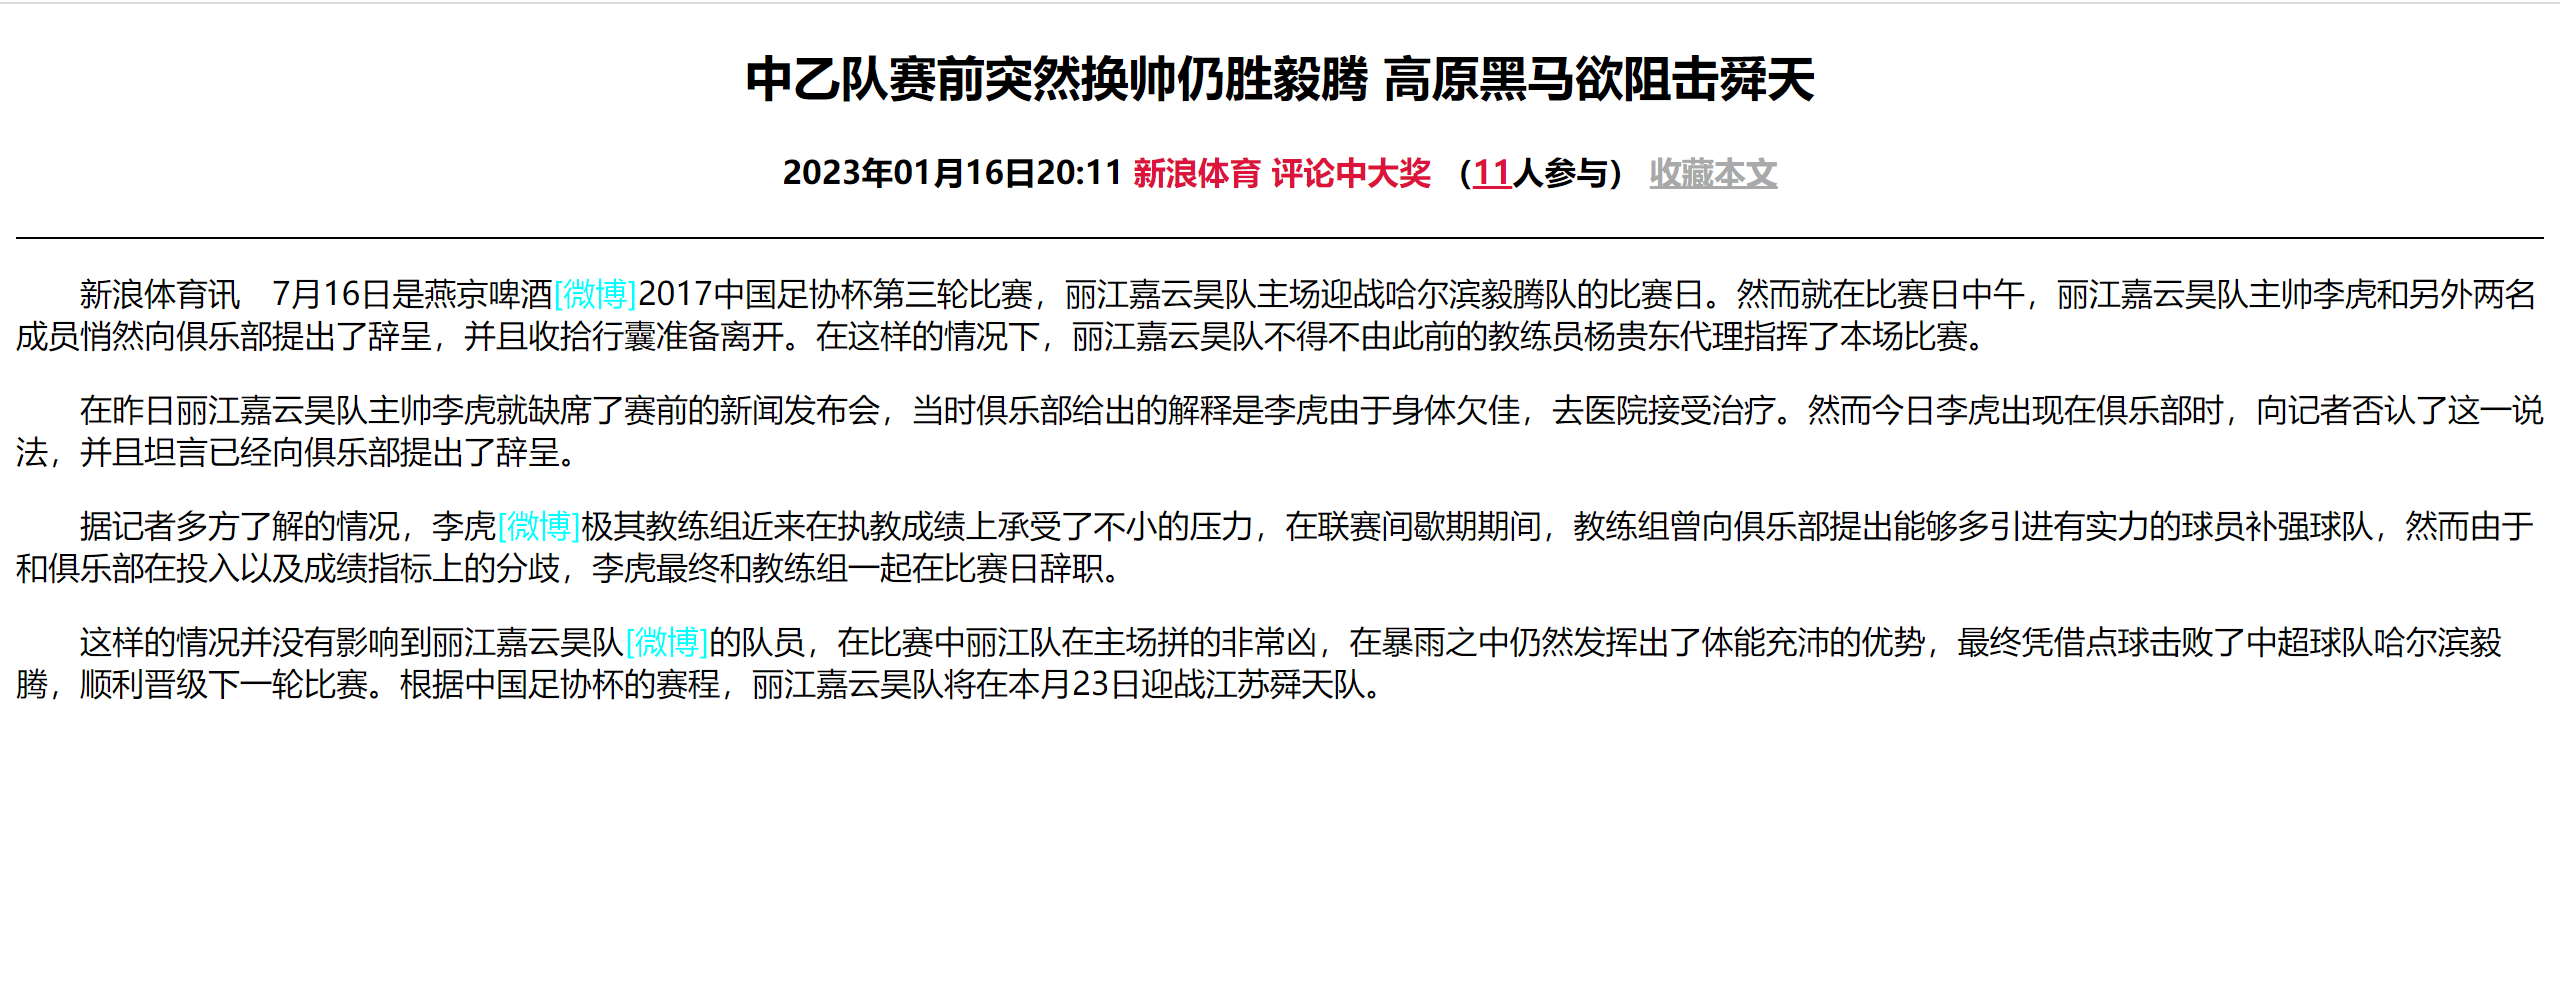 中乙队赛前突然换帅仍胜毅腾 高原黑马欲阻击舜天
2023年01月16日20:11 新浪体育 评论中大奖 （11人参与） 收藏本文
新浪体育讯　7月16日是燕京啤酒[微博]2017中国足协杯第三轮比赛，丽江嘉云昊队主场迎战哈尔滨毅腾队的比赛日。然而就在比赛日中午，丽江嘉云昊队主帅李虎和另外两名
成员悄然向俱乐部提出了辞呈，并且收拾行囊准备离开。在这样的情况下，丽江嘉云昊队不得不由此前的教练员杨贵东代理指挥了本场比赛。
在昨日丽江嘉云昊队主帅李虎就缺席了赛前的新闻发布会，当时俱乐部给出的解释是李虎由于身体欠佳，去医院接受治疗。然而今日李虎出现在俱乐部时，向记者否认了这一说
法，并且坦言已经向俱乐部提出了辞呈。
据记者多方了解的情况，李虎[微博]极其教练组近来在执教成绩上承受了不小的压力，在联赛间歇期期间，教练组曾向俱乐部提出能够多引进有实力的球员补强球队，然而由于
和俱乐部在投入以及成绩指标上的分歧，李虎最终和教练组一起在比赛日辞职。
这样的情况并没有影响到丽江嘉云昊队[微博]的队员，在比赛中丽江队在主场拼的非常凶，在暴雨之中仍然发挥出了体能充沛的优势，最终凭借点球击败了中超球队哈尔滨毅
腾，顺利晋级下一轮比赛。根据中国足协杯的赛程，丽江嘉云昊队将在本月23日迎战江苏舜天队。